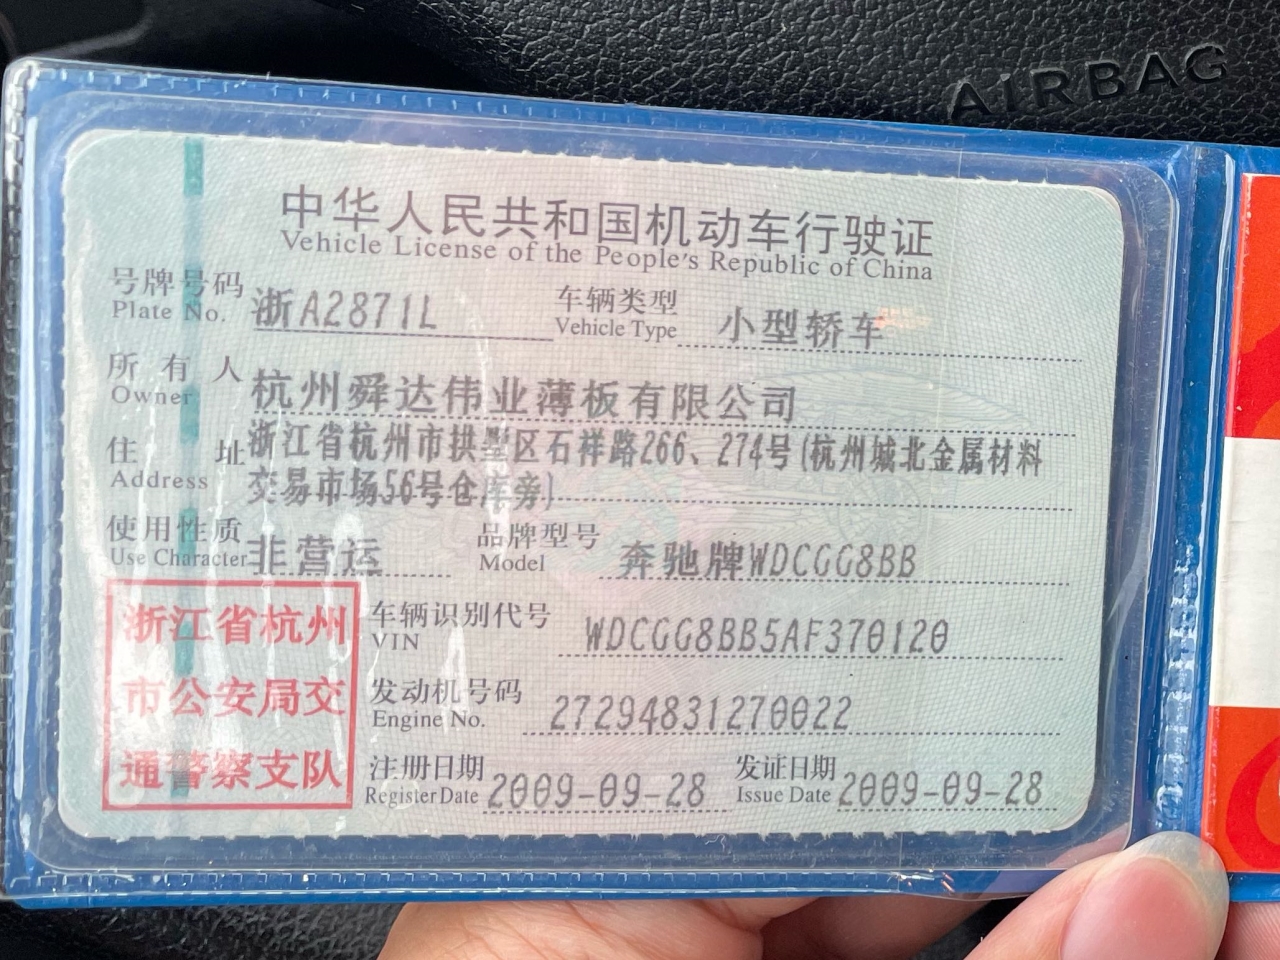 AIRBAG
中华人民共和国机动车行驶证
Vehicle License of the People's Republic of China
号牌号码 浙A2871L 车辆类型 小型轿车
Plate No. Vehicle Type
所有人 杭州舜达伟业薄板有限公司
Owner
住址 浙江省杭州市拱墅区石祥路266、274号(杭州城北金属材料
Address 交易市场56号仓库旁)
使用性质 非营运 品牌型号 奔驰牌WDCGG8BB
Use Character Model
浙江省杭州
市公安局交
通警察支队
车辆识别代号 WDCGG8BB5AF370120
VIN
发动机号码 27294831270022
Engine No.
注册日期 2009-09-28 发证日期 2009-09-28
Register Date Issue Date